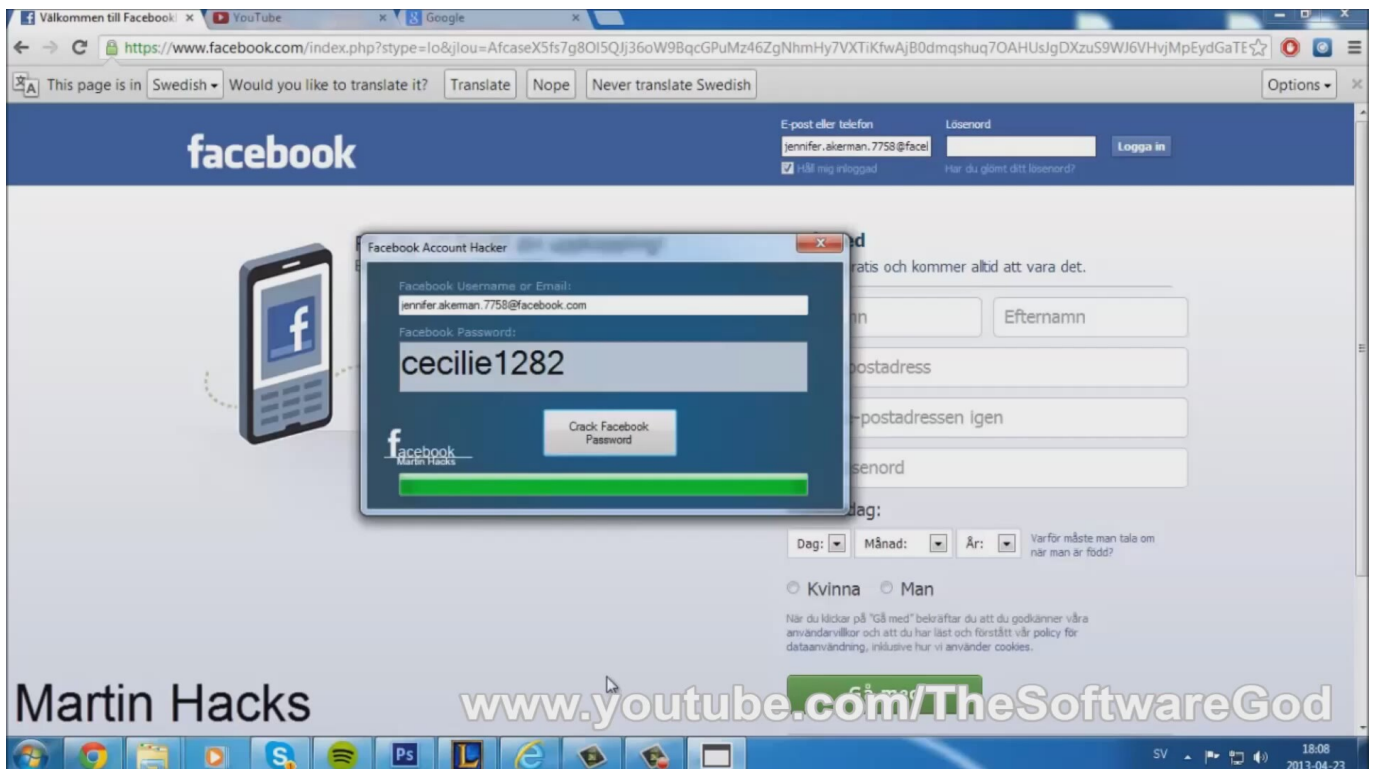 Välkommen till Facebook
YouTube
Google
https://www.facebook.com/index.php?stype=lo&jlou=AfcaseX5fs7g8OI5QJj36oW9BqcGPuMz46ZgNhmHy7VXTiKfwAjB0dmqshuq7OAHUsJgDXzuS9WJ6VHvjMpEydGaTE
This page is in Swedish Would you like to translate it? Translate Nope Never translate Swedish Options
facebook
E-post eller telefon Lösenord
jennifer.akerman.7758@facel Logga in
Håll mig inloggad Har du glömt ditt lösenord?
Facebook Account Hacker
Facebook Username or Email:
jennifer.akerman.7758@facebook.com
Facebook Password:
cecilie1282
Crack Facebook
Password
facebook
Martin Hacks
ed
ratis och kommer alltid att vara det.
nn Efternamn
postadress
-postadressen igen
senord
dag:
Dag: Månad: År: Varför måste man tala om
när man är född?
Kvinna Man
När du klickar på "Gå med" bekräftar du att du godkänner våra
användarvillkor och att du har läst och förstått vår policy för
dataanvändning, inklusive hur vi använder cookies.
Gå med
Martin Hacks
www.youtube.com/TheSoftwareGod
Ps
L
SV
18:08
2013-04-23